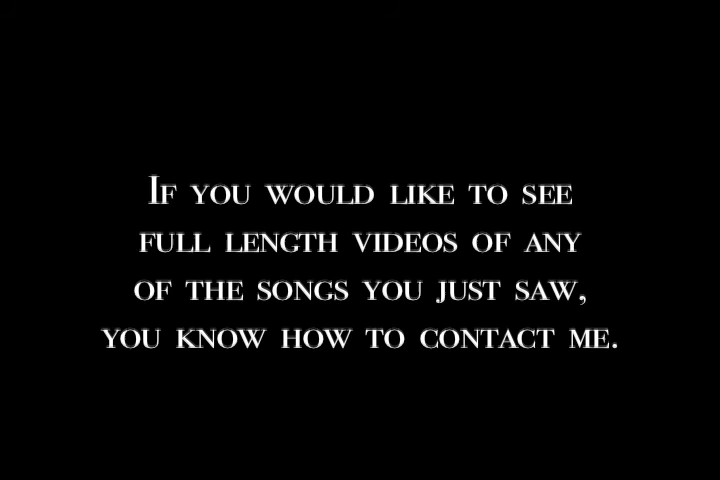 If you would like to see
full length videos of any
of the songs you just saw,
you know how to contact me.